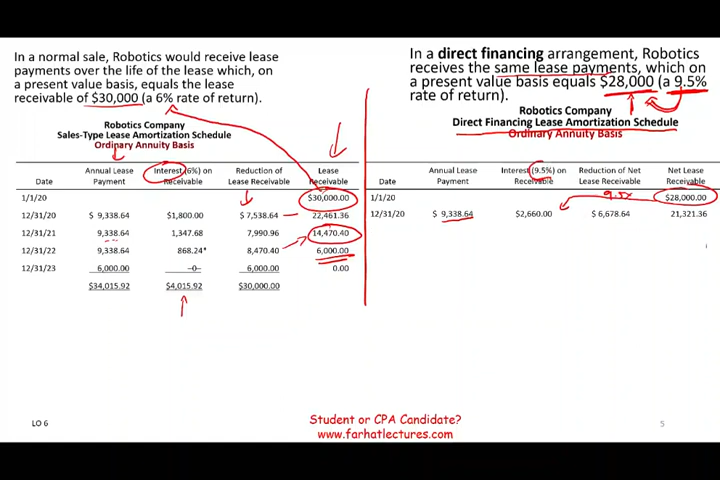 In a normal sale, Robotics would receive lease
payments over the life of the lease which, on
a present value basis, equals the lease
receivable of $30,000 (a 6% rate of return).
Robotics Company
Sales-Type Lease Amortization Schedule
Ordinary Annuity Basis
Annual Lease Interest (6%) on Reduction of Lease
Date Payment Receivable Lease Receivable Receivable
1/1/20 $30,000.00
12/31/20 $ 9,338.64 $1,800.00 $ 7,538.64 22,461.36
12/31/21 9,338.64 1,347.68 7,990.96 14,470.40
12/31/22 9,338.64 868.24* 8,470.40 6,000.00
12/31/23 6,000.00 –0– 6,000.00 0.00
$34,015.92 $4,015.92 $30,000.00
In a direct financing arrangement, Robotics
receives the same lease payments, which on
a present value basis equals $28,000 (a 9.5%
rate of return).
Robotics Company
Direct Financing Lease Amortization Schedule
Ordinary Annuity Basis
Annual Lease Interest (9.5%) on Reduction of Net Net Lease
Date Payment Receivable Lease Receivable Receivable
1/1/20 9.5% $28,000.00
12/31/20 $ 9,338.64 $2,660.00 $ 6,678.64 21,321.36
LO 6
Student or CPA Candidate?
www.farhatlectures.com
5